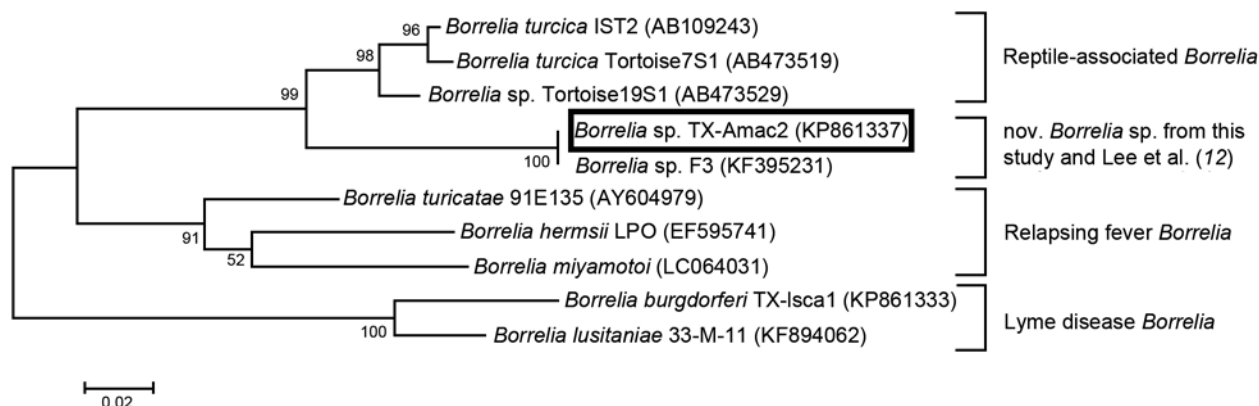 96
Borrelia turcica IST2 (AB109243)
98
Borrelia turcica Tortoise7S1 (AB473519)
Reptile-associated Borrelia
99
Borrelia sp. Tortoise19S1 (AB473529)
Borrelia sp. TX-Amac2 (KP861337)
nov. Borrelia sp. from this
study and Lee et al. (12)
100
Borrelia sp. F3 (KF395231)
Borrelia turicatae 91E135 (AY604979)
91
Borrelia hermsii LPO (EF595741)
Relapsing fever Borrelia
52
Borrelia miyamotoi (LC064031)
Borrelia burgdorferi TX-Isca1 (KP861333)
Lyme disease Borrelia
100
Borrelia lusitaniae 33-M-11 (KF894062)
0.02